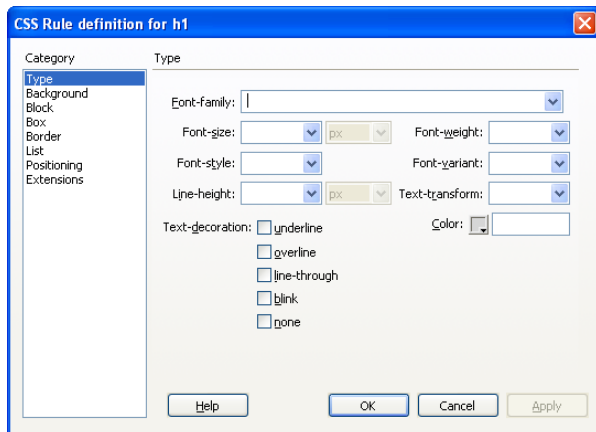 CSS Rule definition for h1
Category
Type
Type
Background
Block
Box
Border
List
Positioning
Extensions
Font-family:
Font-size: px Font-weight:
Font-style: Font-variant:
Line-height: px Text-transform:
Text-decoration: underline Color:
overline
line-through
blink
none
Help OK Cancel Apply